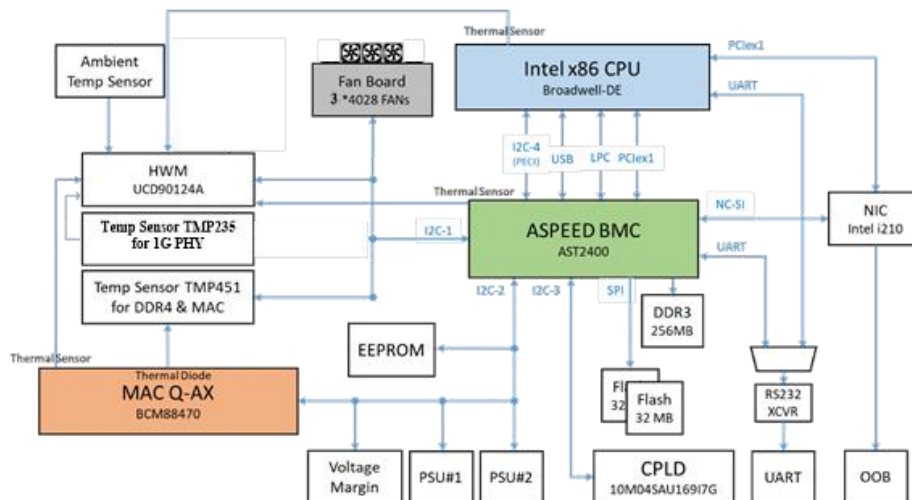 Thermal Sensor
Ambient
Temp Sensor
Fan Board
3 *4028 FANs
Intel x86 CPU
Broadwell-DE
PCIex1
UART
I2C-4
(PECI)
USB
LPC
PCIex1
HWM
UCD90124A
Thermal Sensor
Temp Sensor TMP235
for 1G PHY
I2C-1
ASPEED BMC
AST2400
NC-SI
NIC
Intel i210
UART
Temp Sensor TMP451
for DDR4 & MAC
I2C-2
I2C-3
SPI
DDR3
256MB
EEPROM
Thermal Sensor
Thermal Diode
MAC Q-AX
BCM88470
Flash
32 MB
RS232
XCVR
Voltage
Margin
PSU#1
PSU#2
CPLD
10M04SAU169I7G
UART
OOB